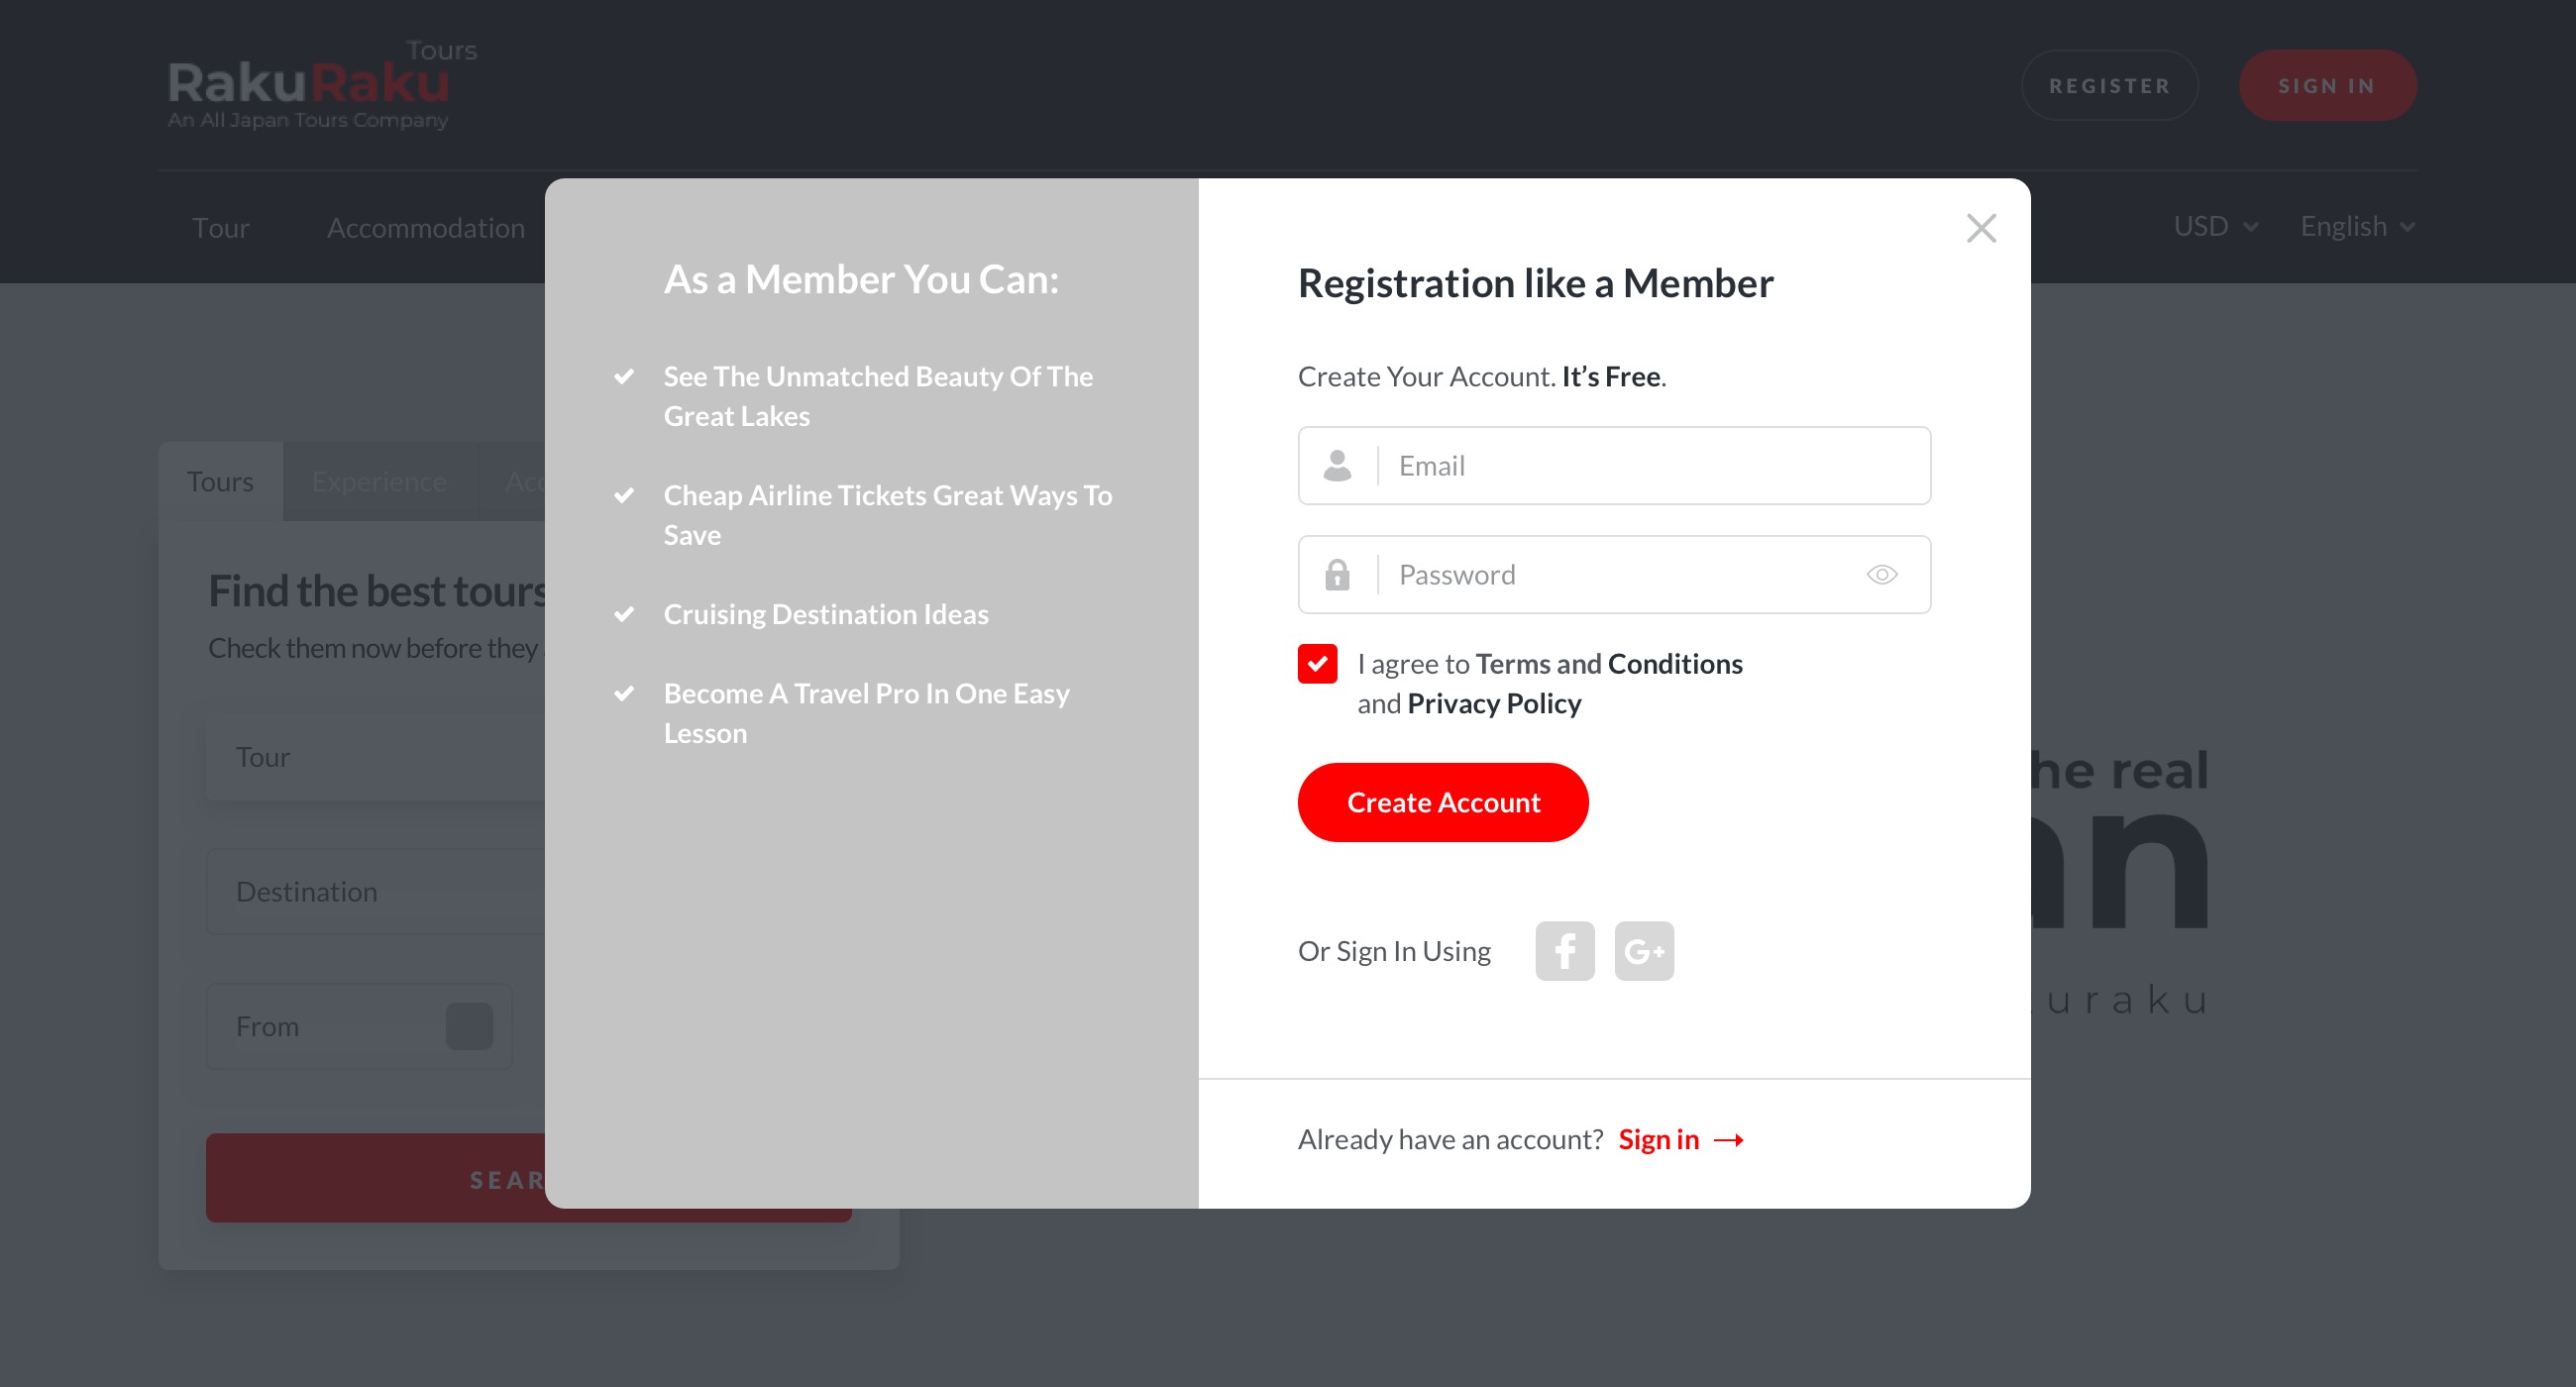 Tours
RakuRaku
An All Japan Tours Company
REGISTER
SIGN IN
Tour
Accommodation
USD
English
As a Member You Can:
See The Unmatched Beauty Of The
Great Lakes
Cheap Airline Tickets Great Ways To
Save
Cruising Destination Ideas
Become A Travel Pro In One Easy
Lesson
Registration like a Member
Create Your Account. It’s Free.
Email
Password
I agree to Terms and Conditions
and Privacy Policy
Create Account
Or Sign In Using
f G+
Already have an account? Sign in
Tours
Experience
Find the best tours
Check them now before they
Tour
Destination
From
real